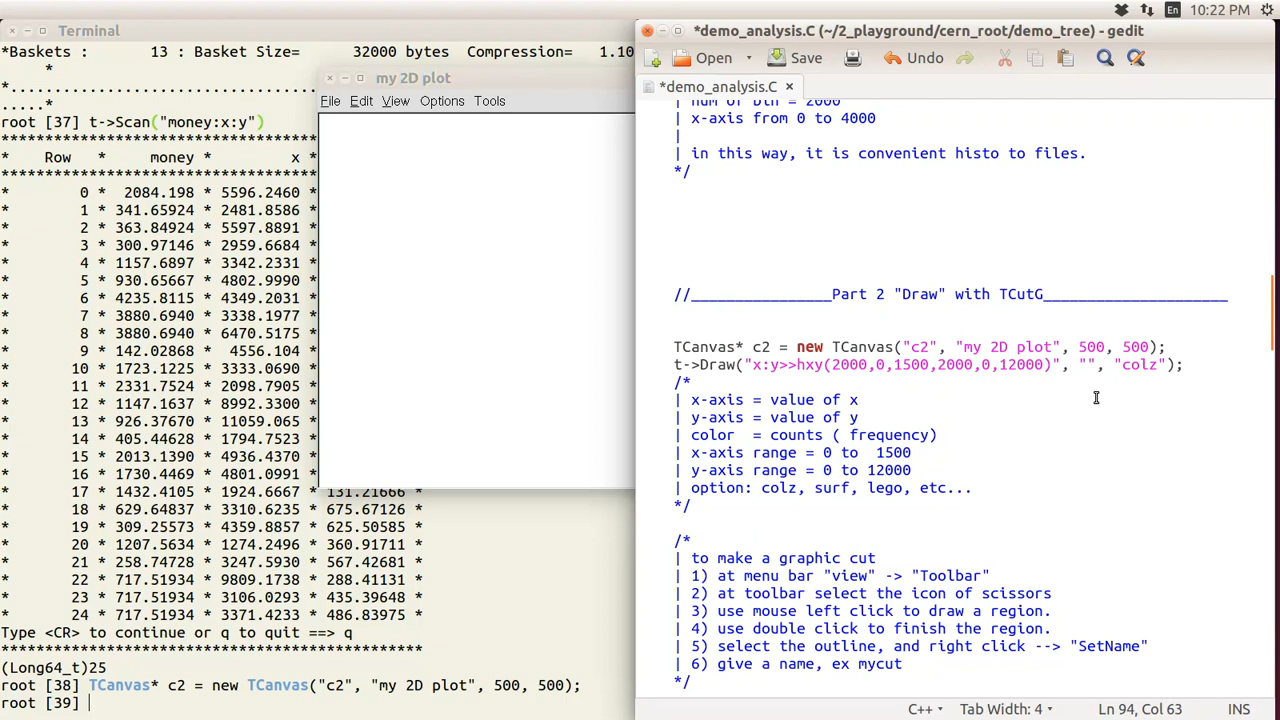 En 10:22 PM
Terminal
*Baskets : 13 : Basket Size= 32000 bytes Compression= 1.10
*
*..................................
.....*
root [37] t->Scan("money:x:y")
***********************************
* Row * money * x *
***********************************
* 0 * 2084.198 * 5596.2460
* 1 * 341.65924 * 2481.8586
* 2 * 363.84924 * 5597.8891
* 3 * 300.97146 * 2959.6684
* 4 * 1157.6897 * 3342.2331
* 5 * 930.65667 * 4802.9990
* 6 * 4235.8115 * 4349.2031
* 7 * 3880.6940 * 3338.1977
* 8 * 3880.6940 * 6470.5175
* 9 * 142.02868 * 4556.104
* 10 * 1723.1225 * 3333.0690
* 11 * 2331.7524 * 2098.7905
* 12 * 1147.1637 * 8992.3300
* 13 * 926.37670 * 11059.065
* 14 * 405.44628 * 1794.7523
* 15 * 2013.1390 * 4936.4370
* 16 * 1730.4469 * 4801.0991
* 17 * 1432.4105 * 1924.6667 * 131.21666 *
* 18 * 629.64837 * 3310.6235 * 675.67126 *
* 19 * 309.25573 * 4359.8857 * 625.50585 *
* 20 * 1207.5634 * 1274.2496 * 360.91711 *
* 21 * 258.74728 * 3247.5930 * 567.42681 *
* 22 * 717.51934 * 9809.1738 * 288.41131 *
* 23 * 717.51934 * 3106.0293 * 435.39648 *
* 24 * 717.51934 * 3371.4233 * 486.83975 *
Type <CR> to continue or q to quit ==> q
***********************************************
(Long64_t)25
root [38] TCanvas* c2 = new TCanvas("c2", "my 2D plot", 500, 500);
root [39]
my 2D plot
File Edit View Options Tools
*demo_analysis.C (~/2_playground/cern_root/demo_tree) - gedit
Open Save Undo
*demo_analysis.C ×
| num of bin = 2000
| x-axis from 0 to 4000
|
| in this way, it is convenient histo to files.
*/
//________________Part 2 "Draw" with TCutG_____________________
TCanvas* c2 = new TCanvas("c2", "my 2D plot", 500, 500);
t->Draw("x:y>>hxy(2000,0,1500,2000,0,12000)", "", "colz");
/*
| x-axis = value of x
| y-axis = value of y
| color = counts ( frequency)
| x-axis range = 0 to 1500
| y-axis range = 0 to 12000
| option: colz, surf, lego, etc...
*/
/*
| to make a graphic cut
| 1) at menu bar "view" -> "Toolbar"
| 2) at toolbar select the icon of scissors
| 3) use mouse left click to draw a region.
| 4) use double click to finish the region.
| 5) select the outline, and right click --> "SetName"
| 6) give a name, ex mycut
*/
C++ Tab Width: 4 Ln 94, Col 63 INS